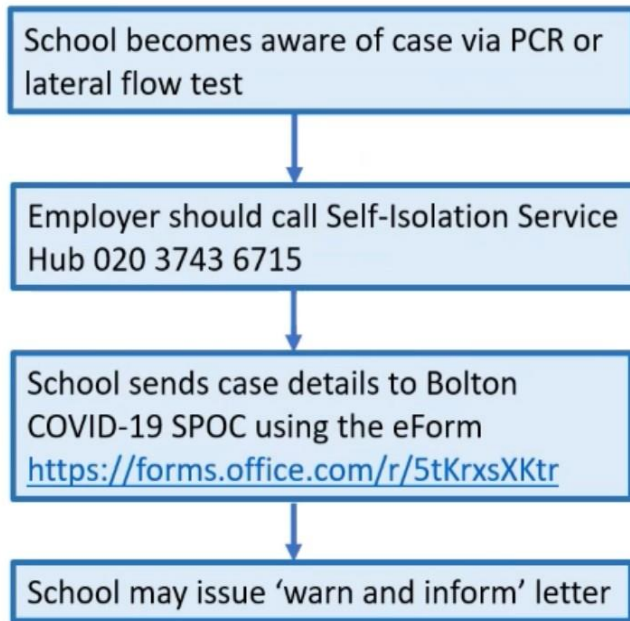 School becomes aware of case via PCR or
lateral flow test
Employer should call Self-Isolation Service
Hub 020 3743 6715
School sends case details to Bolton
COVID-19 SPOC using the eForm
https://forms.office.com/r/5tKrxsXKtr
School may issue ‘warn and inform’ letter